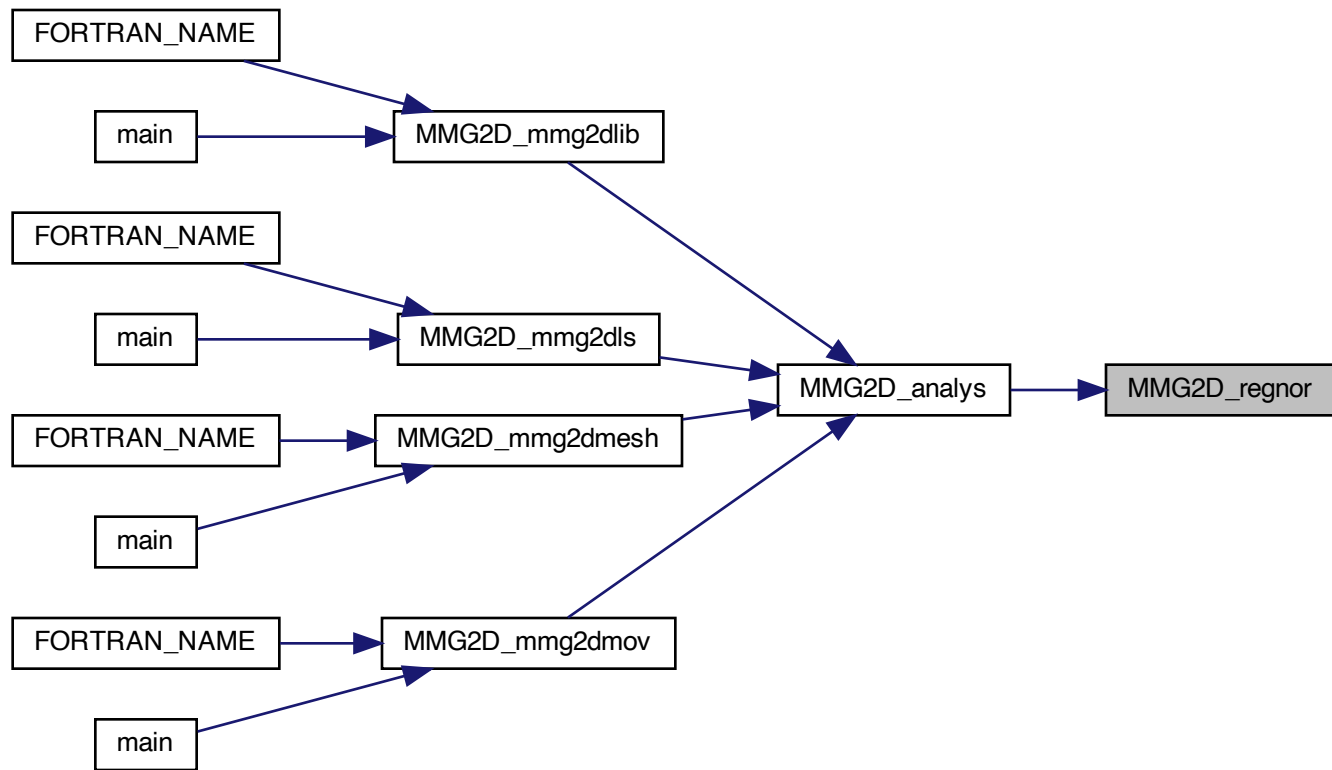 FORTRAN_NAME
main
MMG2D_mmg2dlib
FORTRAN_NAME
main
MMG2D_mmg2dls
MMG2D_analys
MMG2D_regnor
FORTRAN_NAME
MMG2D_mmg2dmesh
main
FORTRAN_NAME
MMG2D_mmg2dmov
main